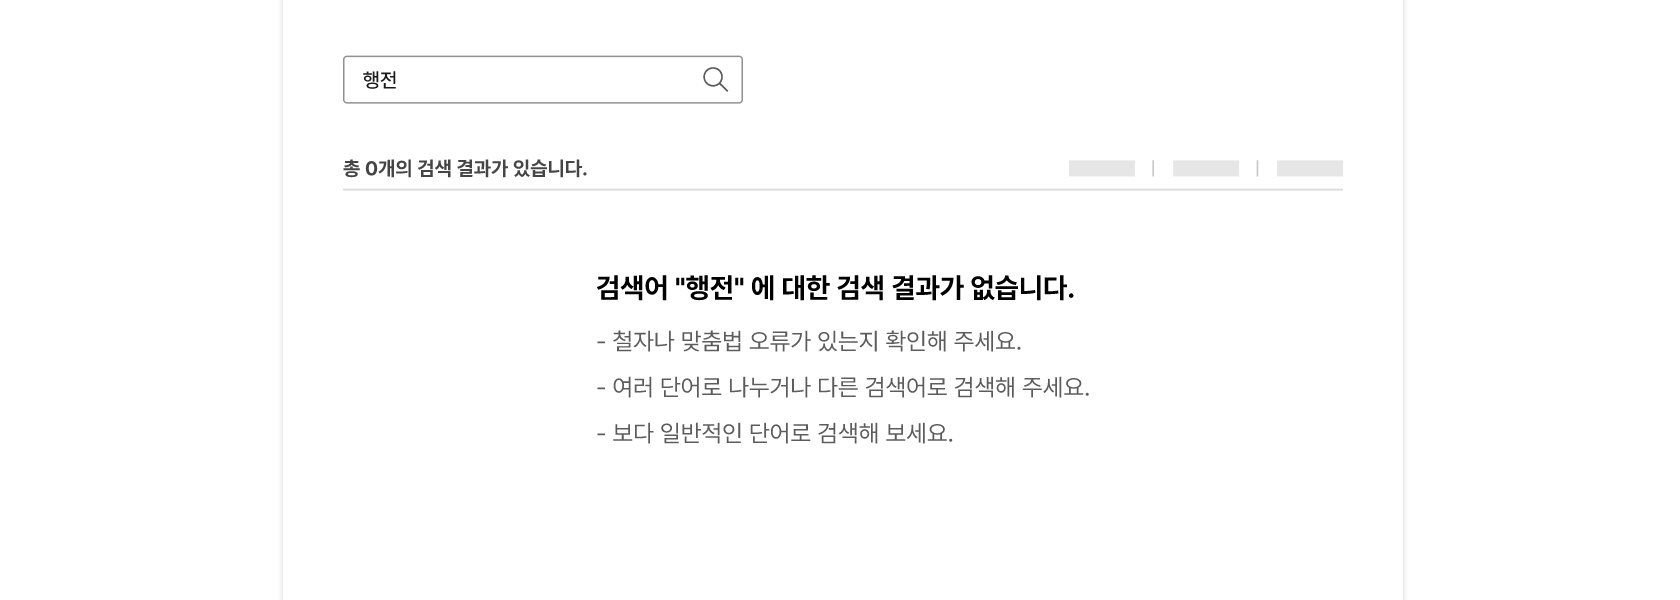 행전
총 0개의 검색 결과가 있습니다.
검색어 "행전" 에 대한 검색 결과가 없습니다.
- 철자나 맞춤법 오류가 있는지 확인해 주세요.
- 여러 단어로 나누거나 다른 검색어로 검색해 주세요.
- 보다 일반적인 단어로 검색해 보세요.